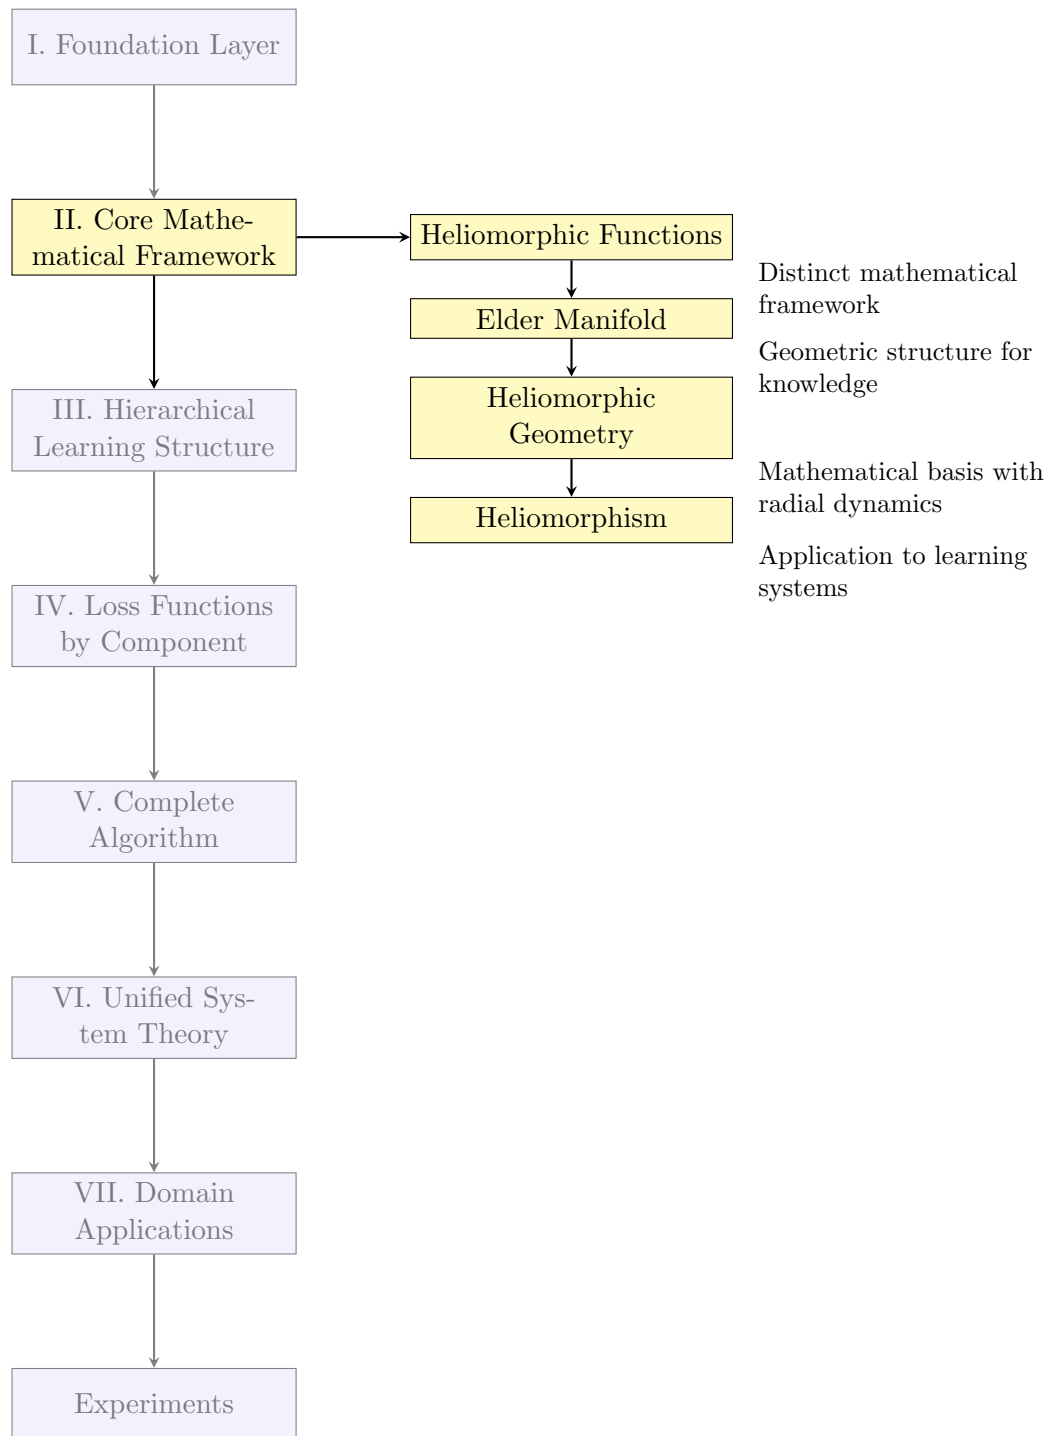 I. Foundation Layer
II. Core Mathe-
matical Framework
Heliomorphic Functions
Distinct mathematical
framework
Elder Manifold
Geometric structure for
knowledge
Heliomorphic
Geometry
Mathematical basis with
radial dynamics
Heliomorphism
Application to learning
systems
III. Hierarchical
Learning Structure
IV. Loss Functions
by Component
V. Complete
Algorithm
VI. Unified Sys-
tem Theory
VII. Domain
Applications
Experiments